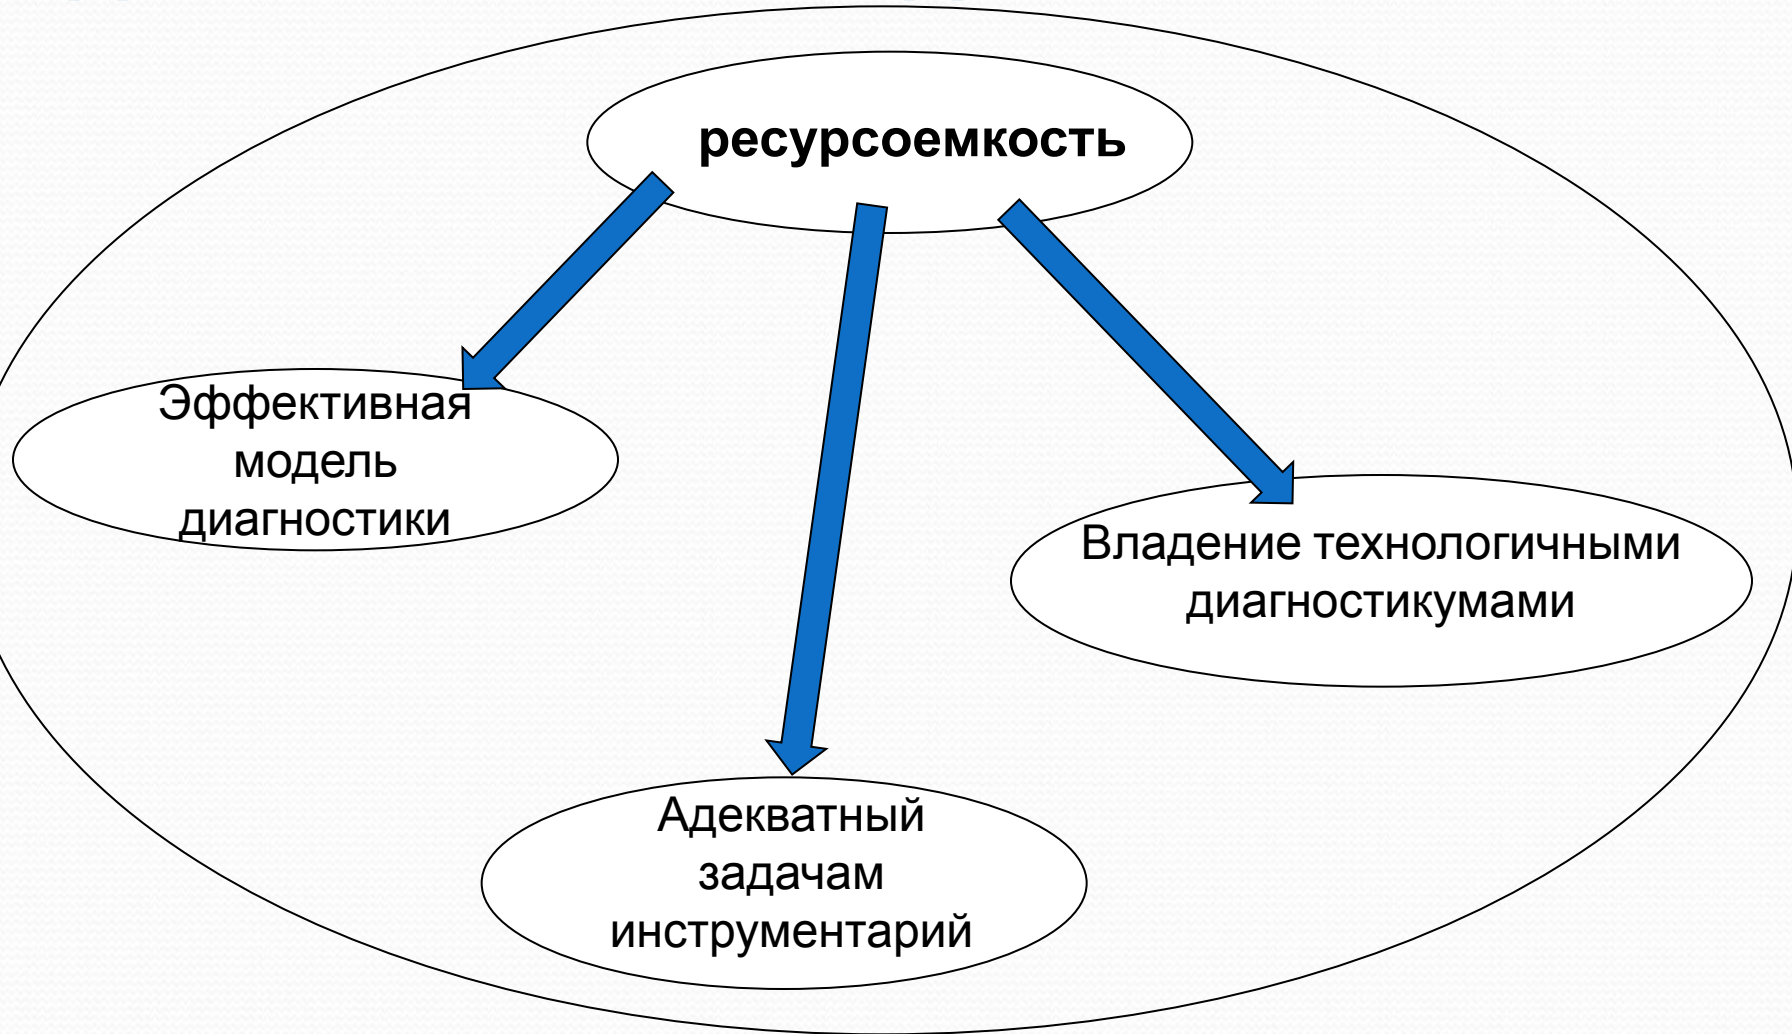 ресурсоемкость
Эффективная
модель
диагностики
Владение технологичными
диагностикумами
Адекватный
задачам
инструментарий